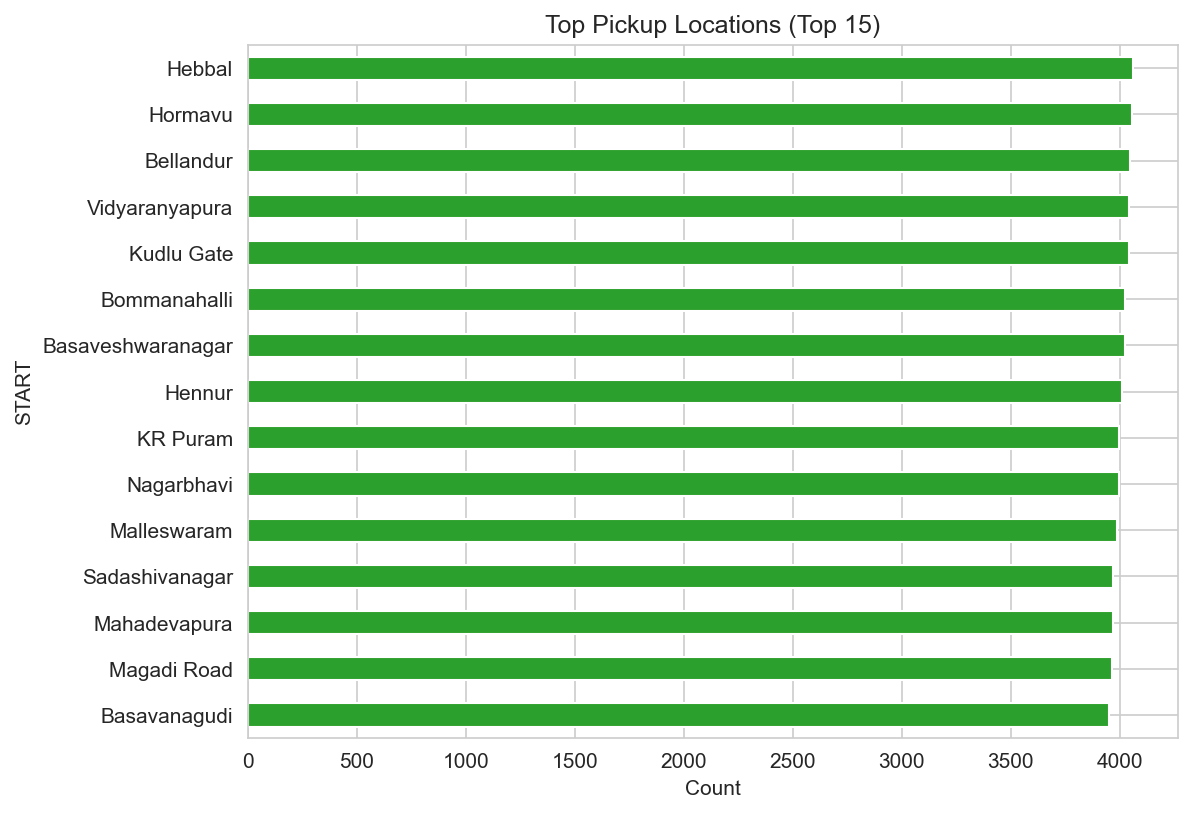 Top Pickup Locations (Top 15)
START
Hebbal
Hormavu
Bellandur
Vidyaranyapura
Kudlu Gate
Bommanahalli
Basaveshwaranagar
Hennur
KR Puram
Nagarbhavi
Malleswaram
Sadashivanagar
Mahadevapura
Magadi Road
Basavanagudi
0 500 1000 1500 2000 2500 3000 3500 4000
Count